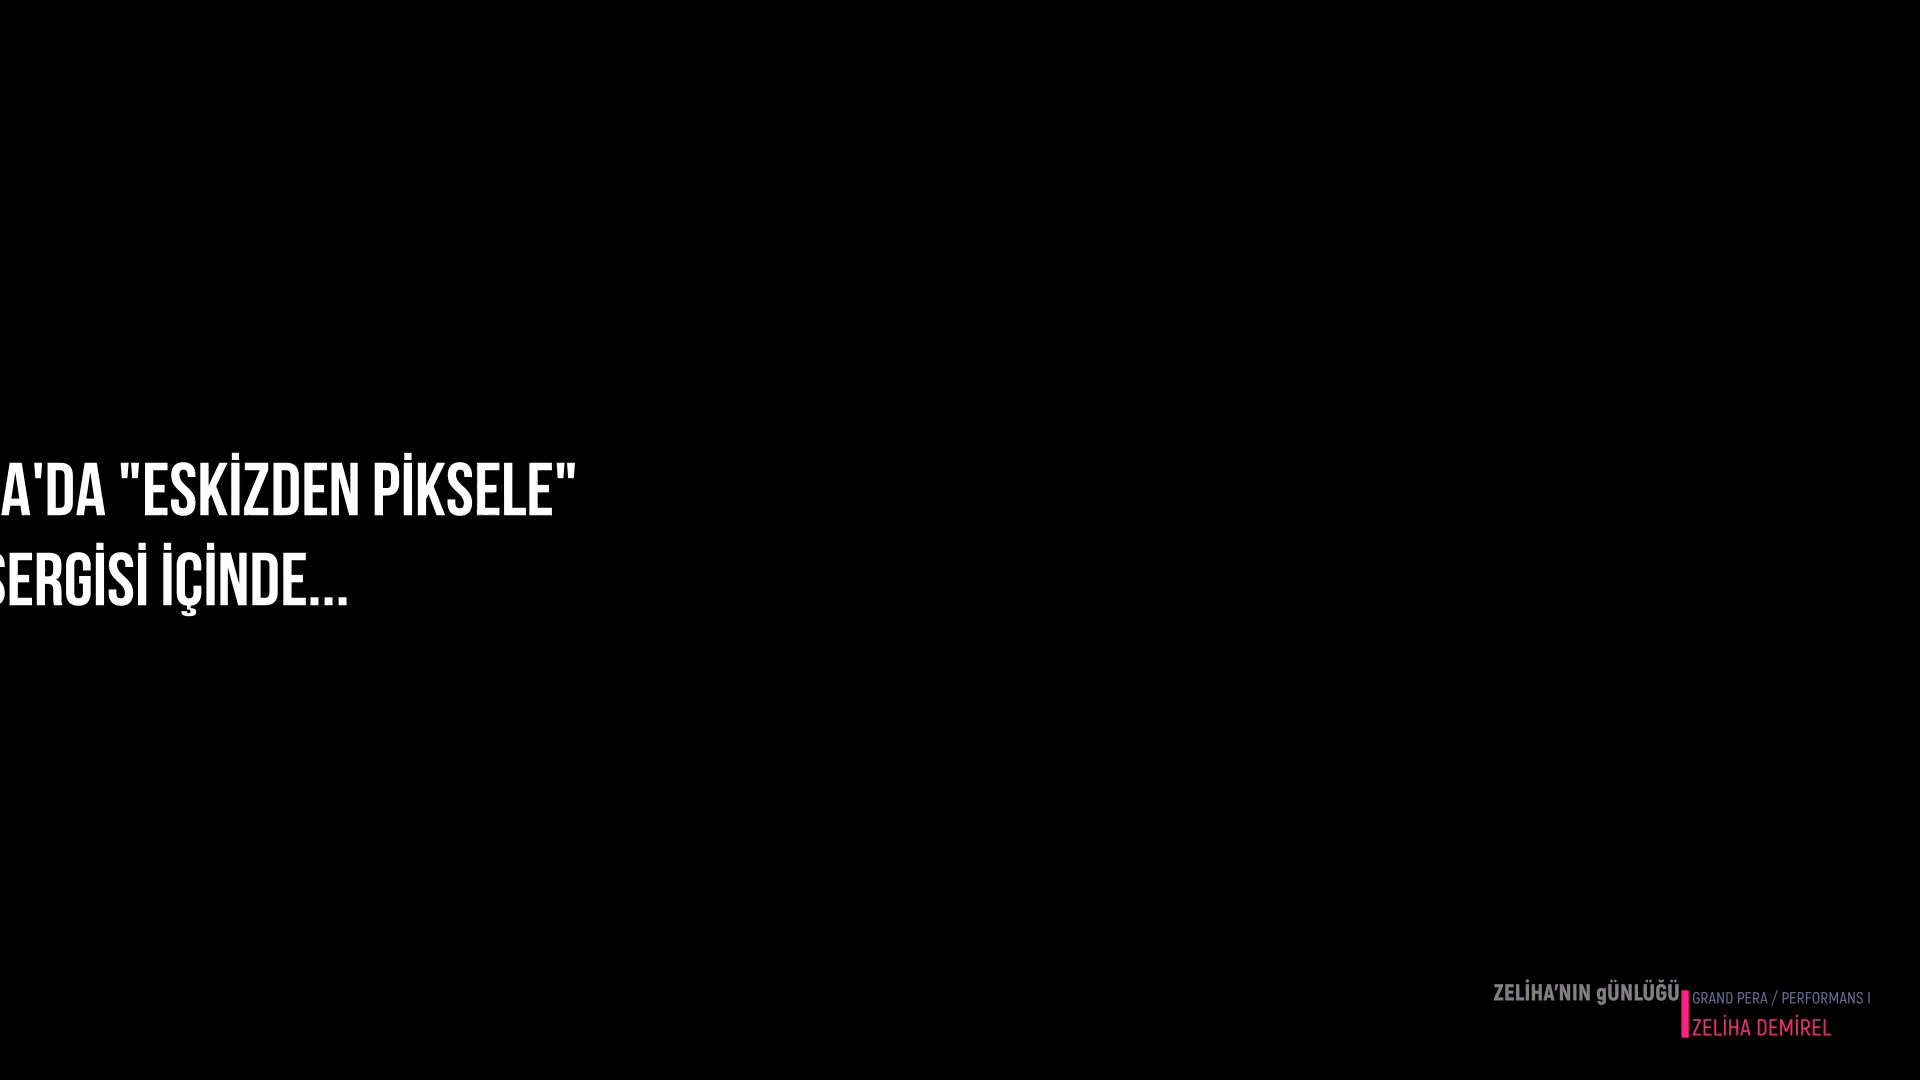 A'DA "ESKİZDEN PİKSELE"
SERGİSİ İÇİNDE...
ZELİHA'NIN gÜNLÜĞÜ
GRAND PERA / PERFORMANS I
ZELİHA DEMİREL